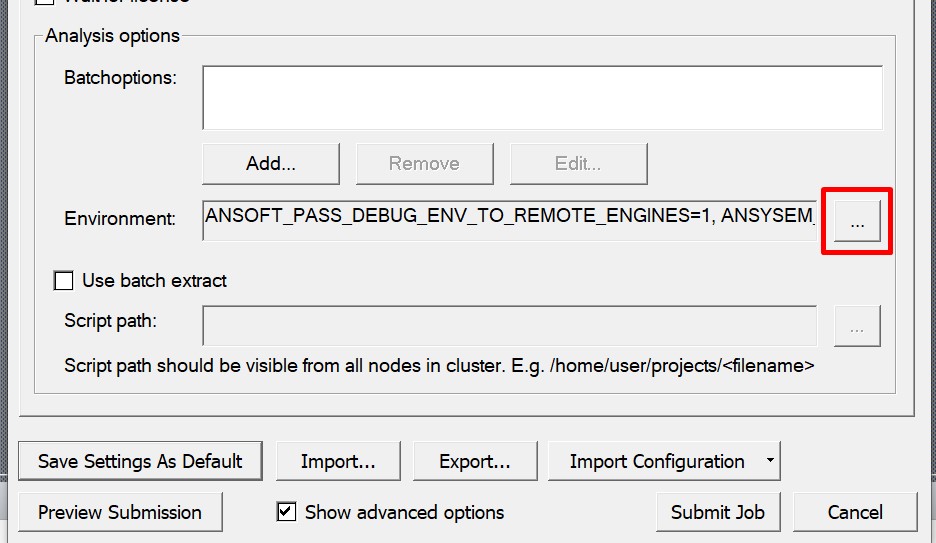 Analysis options
Batchoptions:
Add... Remove Edit...
Environment: ANSOFT_PASS_DEBUG_ENV_TO_REMOTE_ENGINES=1, ANSYSEM_ ...
Use batch extract
Script path: ...
Script path should be visible from all nodes in cluster. E.g. /home/user/projects/<filename>
Save Settings As Default Import... Export... Import Configuration
Preview Submission Show advanced options Submit Job Cancel